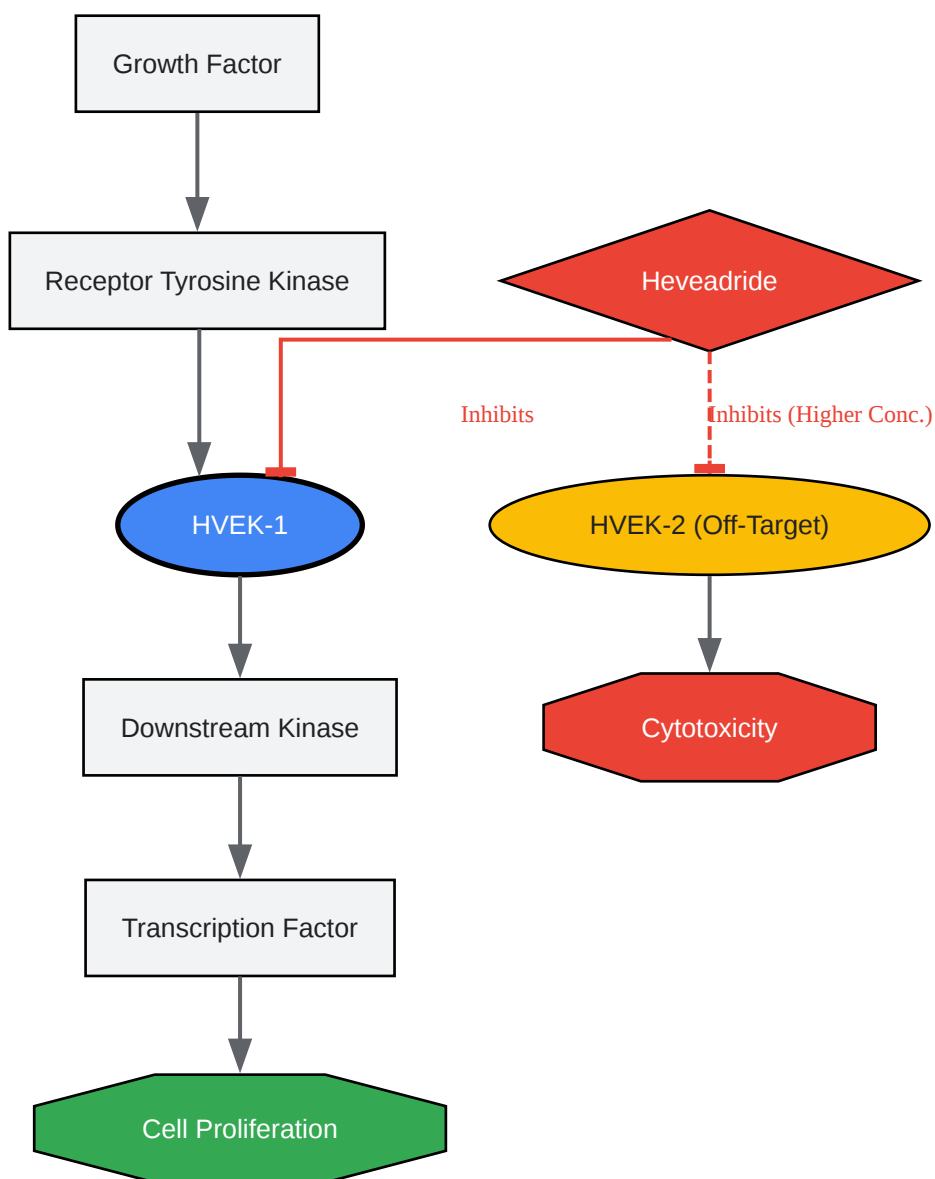 Growth Factor
Receptor Tyrosine Kinase
Heveadride
Inhibits
Inhibits (Higher Conc.)
HVEK-1
HVEK-2 (Off-Target)
Downstream Kinase
Cytotoxicity
Transcription Factor
Cell Proliferation